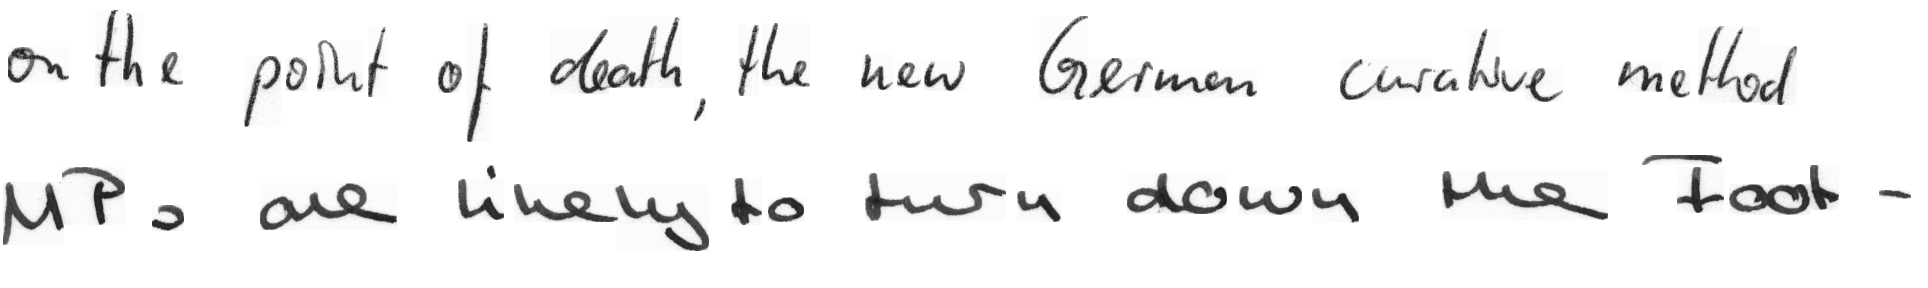 on the point of death, the new German curative method
MPs are likely to turn down the Foot-